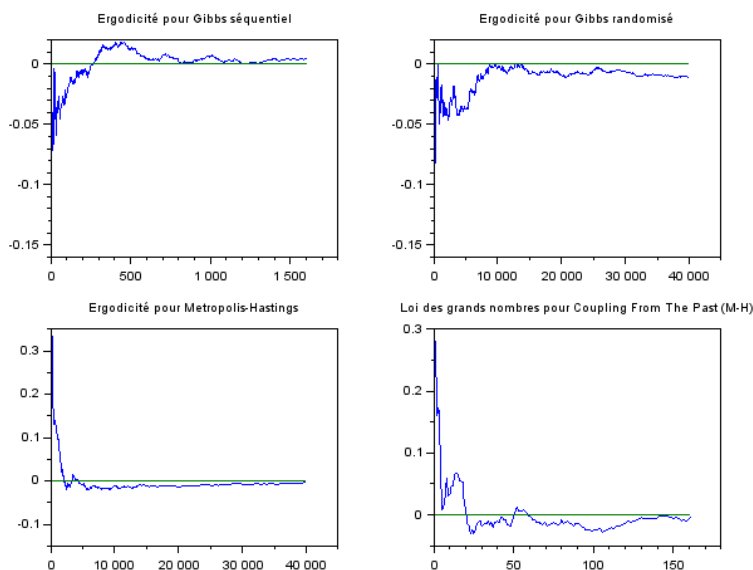 Ergodicité pour Gibbs séquentiel
0
-0.05
-0.1
-0.15
0 500 1 000 1 500
Ergodicité pour Gibbs randomisé
0
-0.05
-0.1
-0.15
0 10 000 20 000 30 000 40 000
Ergodicité pour Metropolis-Hastings
0.3
0.2
0.1
0
-0.1
0 10 000 20 000 30 000 40 000
Loi des grands nombres pour Coupling From The Past (M-H)
0.3
0.2
0.1
0
0 50 100 150